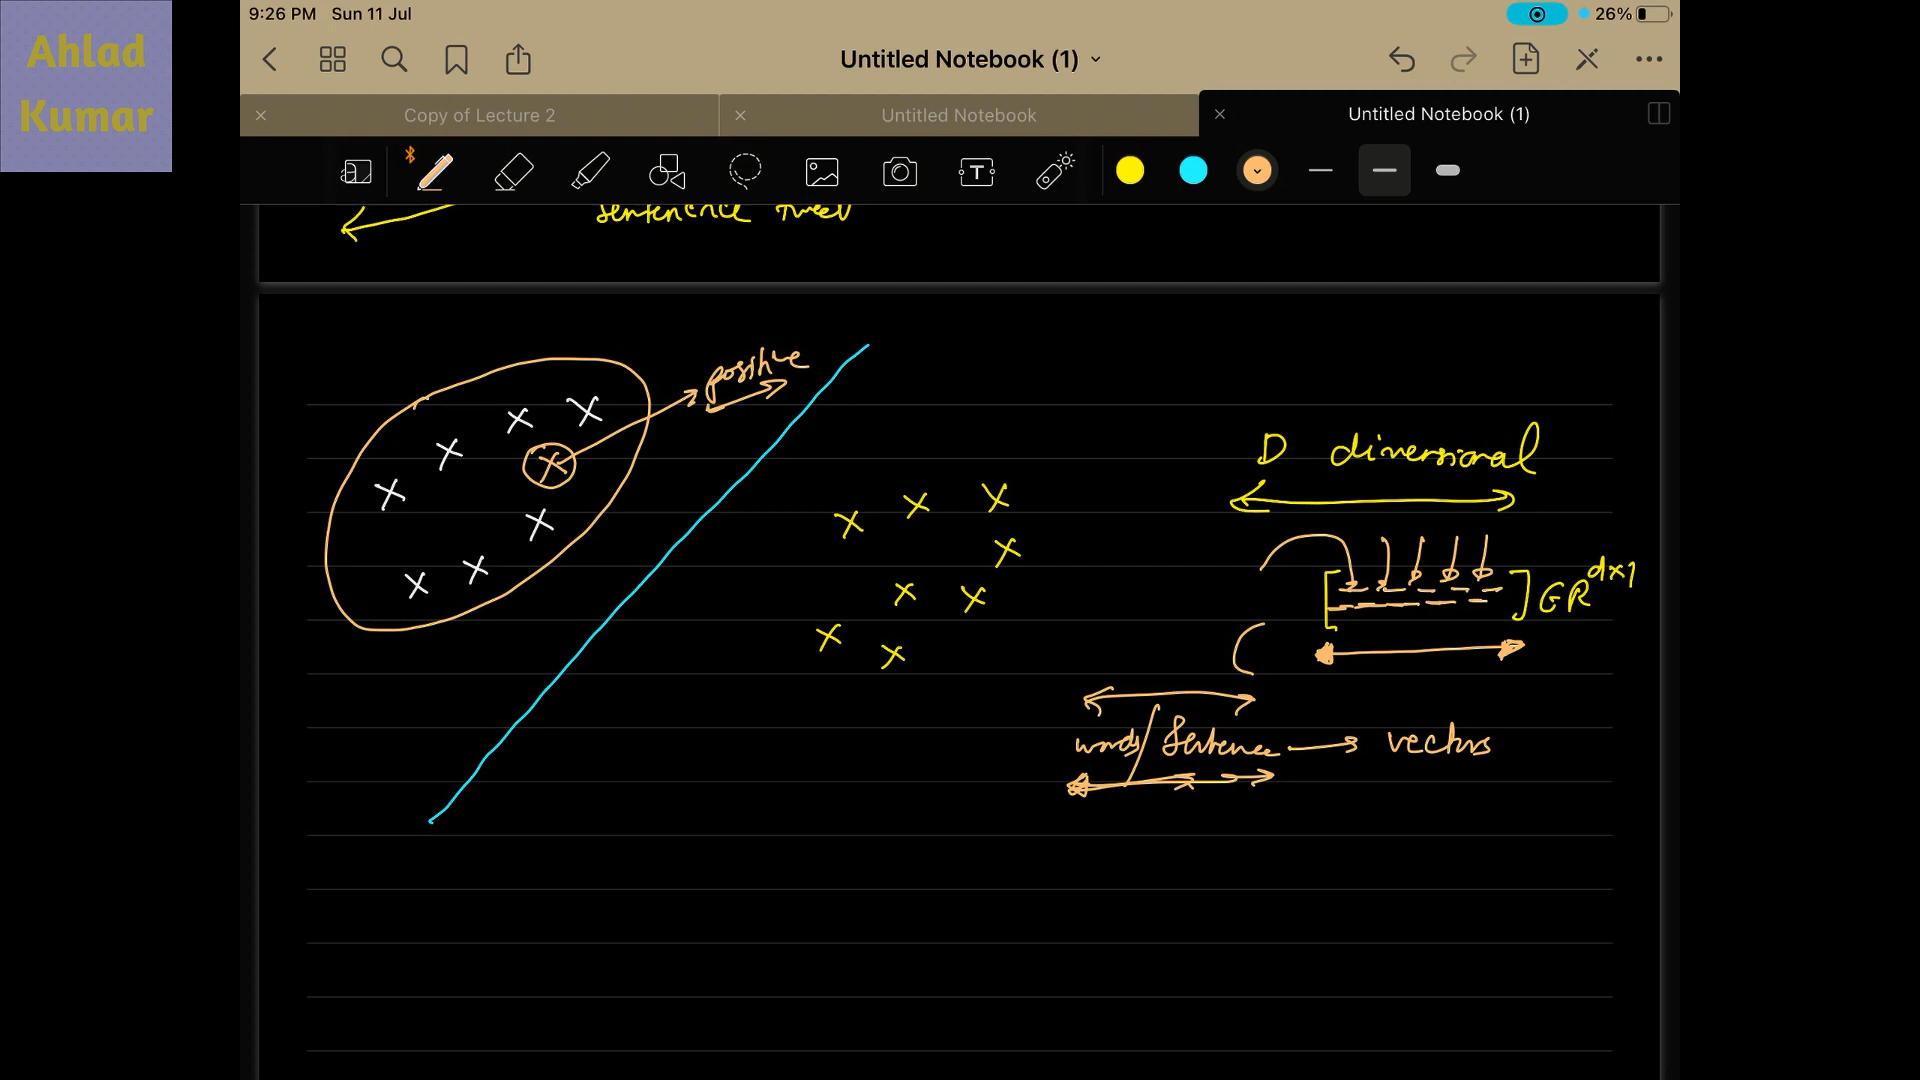 Ahlad
Kumar
9:26 PM Sun 11 Jul
26%
Untitled Notebook (1)
Copy of Lecture 2
Untitled Notebook
Untitled Notebook (1)
T
sentence tweet
positive
D dimensional
[ ] ∈ R^{d×1}
words/Sentence → vectors